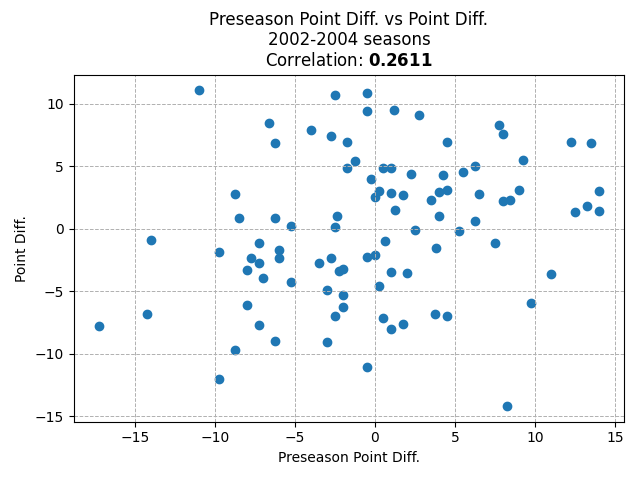 Preseason Point Diff. vs Point Diff.
2002-2004 seasons
Correlation: 0.2611
Point Diff.
10
5
0
−5
−10
−15
−15 −10 −5 0 5 10 15
Preseason Point Diff.